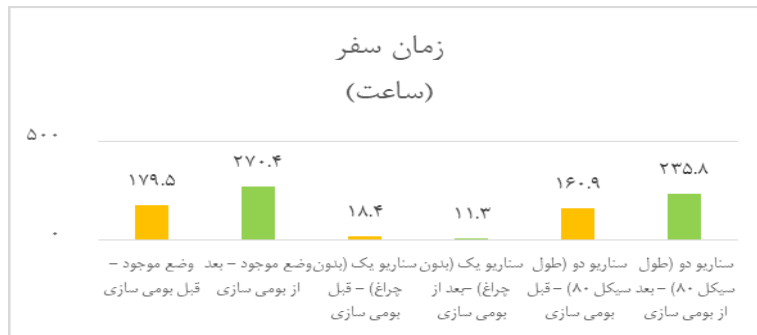 زمان سفر
(ساعت)
۵۰۰
۰
۱۷۹.۵
۲۷۰.۴
۱۸.۴
۱۱.۳
۱۶۰.۹
۲۳۵.۸
وضع موجود –
قبل بومی سازی
وضع موجود – بعد
از بومی سازی
سناریو یک (بدون
چراغ) – قبل
بومی سازی
سناریو یک (بدون
چراغ) –بعد از
بومی سازی
سناریو دو (طول
سیکل ۸۰) – قبل
بومی سازی
سناریو دو (طول
سیکل ۸۰) – بعد
از بومی سازی